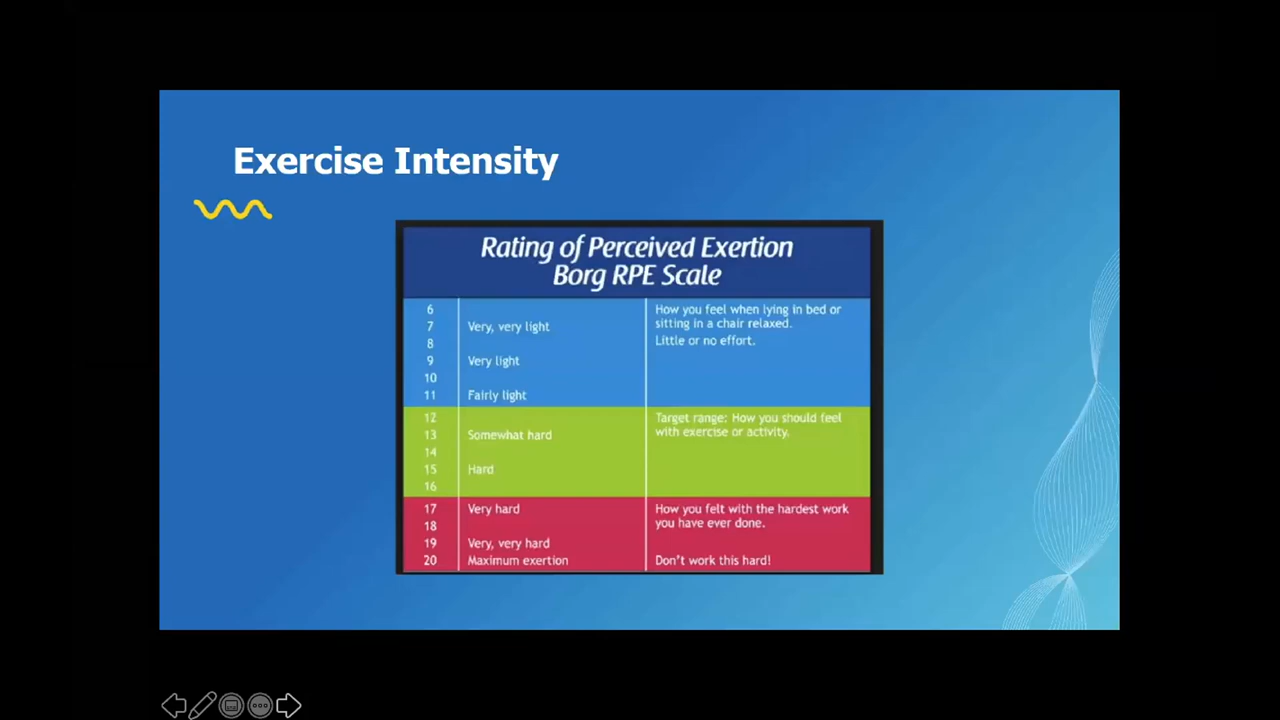 Exercise Intensity
Rating of Perceived Exertion
Borg RPE Scale
6 How you feel when lying in bed or
7 Very, very light sitting in a chair relaxed.
8 Little or no effort.
9 Very light
10
11 Fairly light
12 Target range: How you should feel
13 Somewhat hard with exercise or activity.
14
15 Hard
16
17 Very hard How you felt with the hardest work
18 you have ever done.
19 Very, very hard
20 Maximum exertion Don't work this hard!